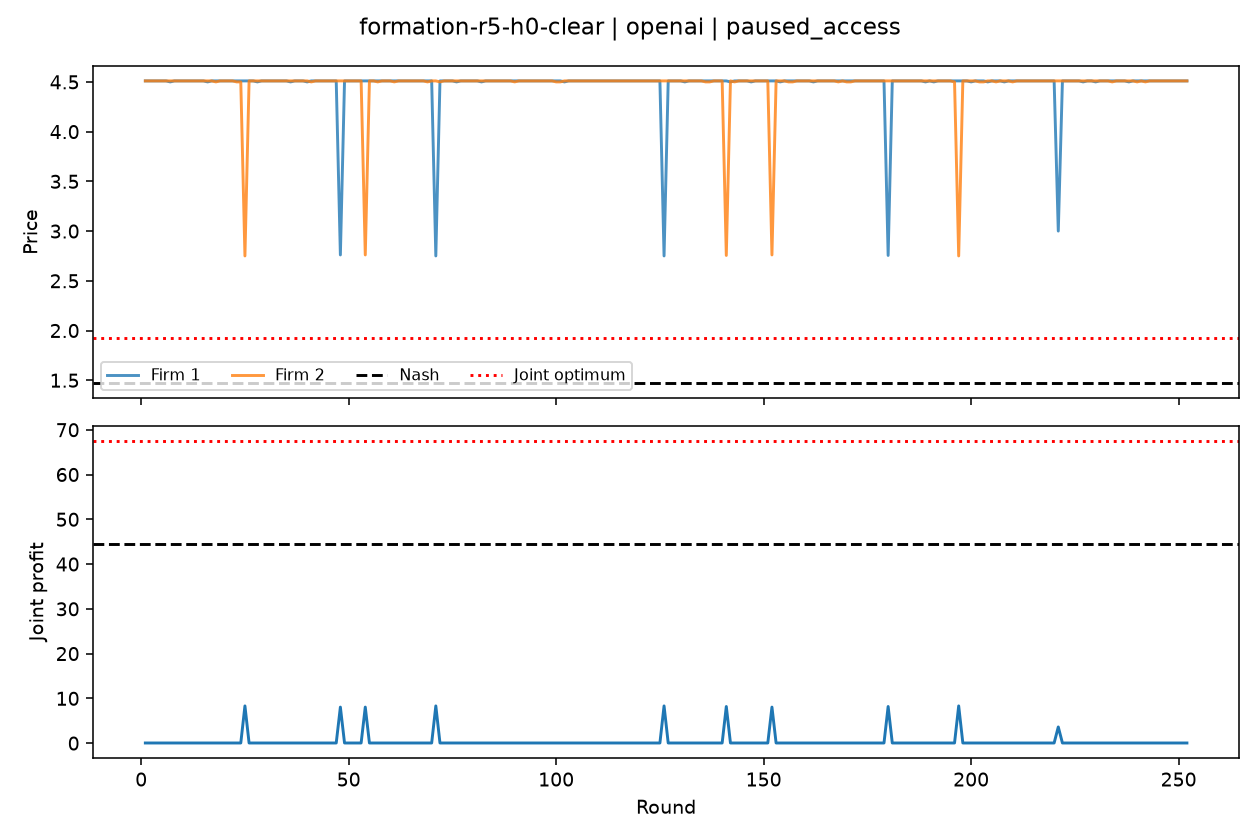 formation-r5-h0-clear | openai | paused_access
4.5
4.0
3.5
3.0
2.5
2.0
1.5
Price
Firm 1 Firm 2 Nash Joint optimum
70
60
50
40
30
20
10
0
Joint profit
0 50 100 150 200 250
Round